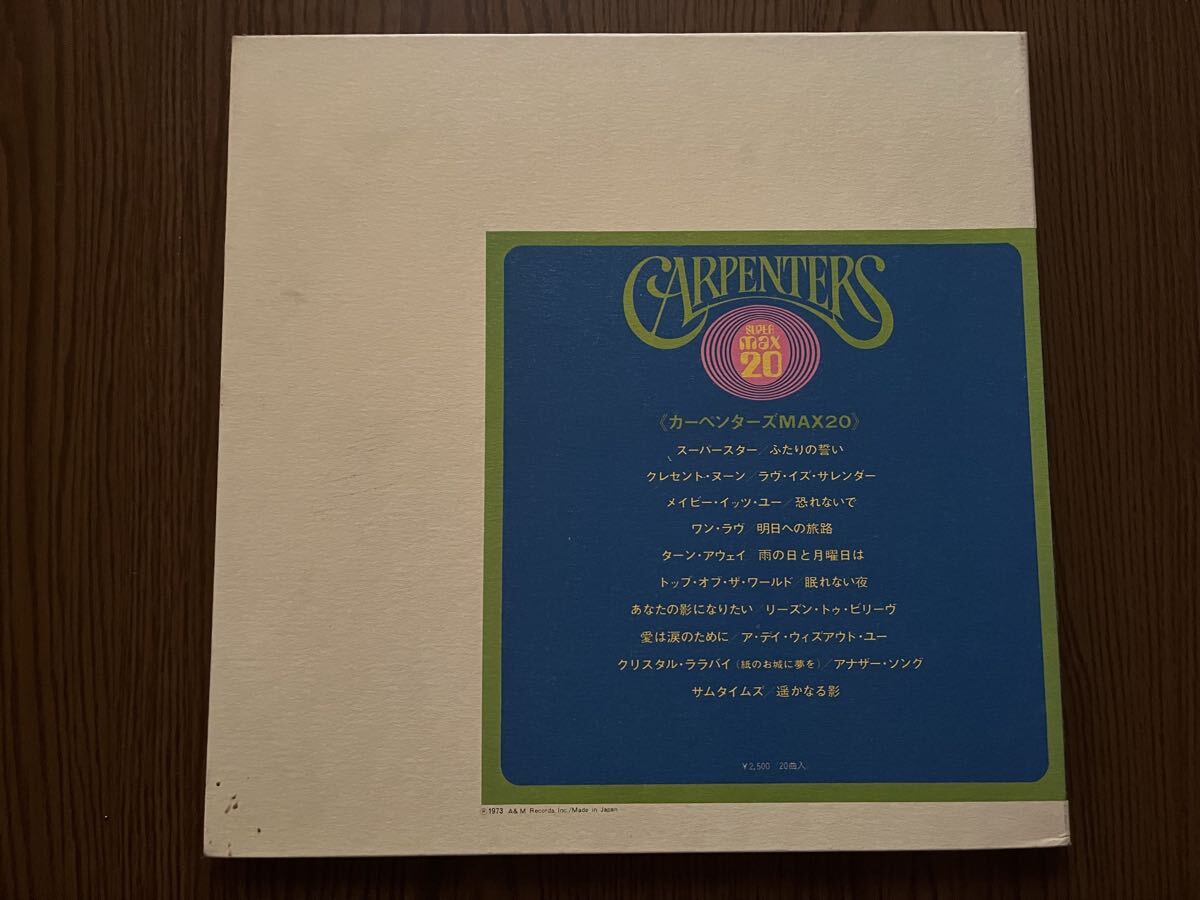 CARPENTERS
SUPER
max
20
《カーペンターズMAX20》
スーパースター/ふたりの誓い
クレセント・ヌーン/ラヴ・イズ・サレンダー
メイビー・イッツ・ユー/恐れないで
ワン・ラヴ/明日への旅路
ターン・アウェイ/雨の日と月曜日は
トップ・オブ・ザ・ワールド/眠れない夜
あなたの影になりたい/リーズン・トゥ・ビリーヴ
愛は涙のために/ア・デイ・ウィズアウト・ユー
クリスタル・ララバイ(紙のお城に夢を)/アナザー・ソング
サムタイムズ/遥かなる影
¥2,500 /20曲入
℗1973 A&M Records, Inc./Made in Japan